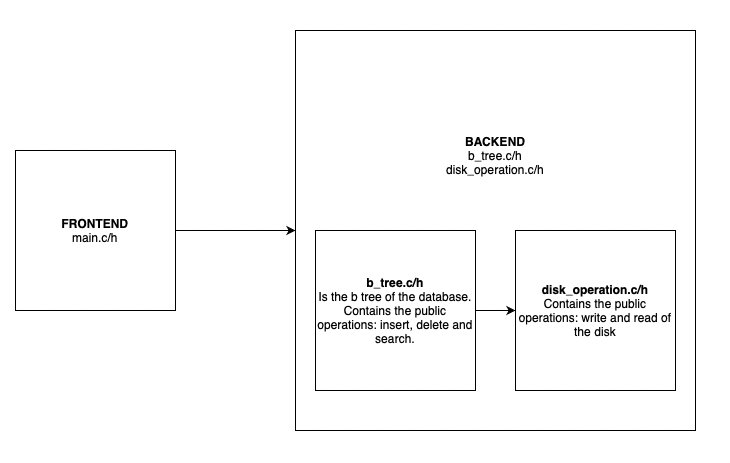 FRONTEND
main.c/h
BACKEND
b_tree.c/h
disk_operation.c/h
b_tree.c/h
Is the b tree of the database.
Contains the public
operations: insert, delete and
search.
disk_operation.c/h
Contains the public
operations: write and read of
the disk